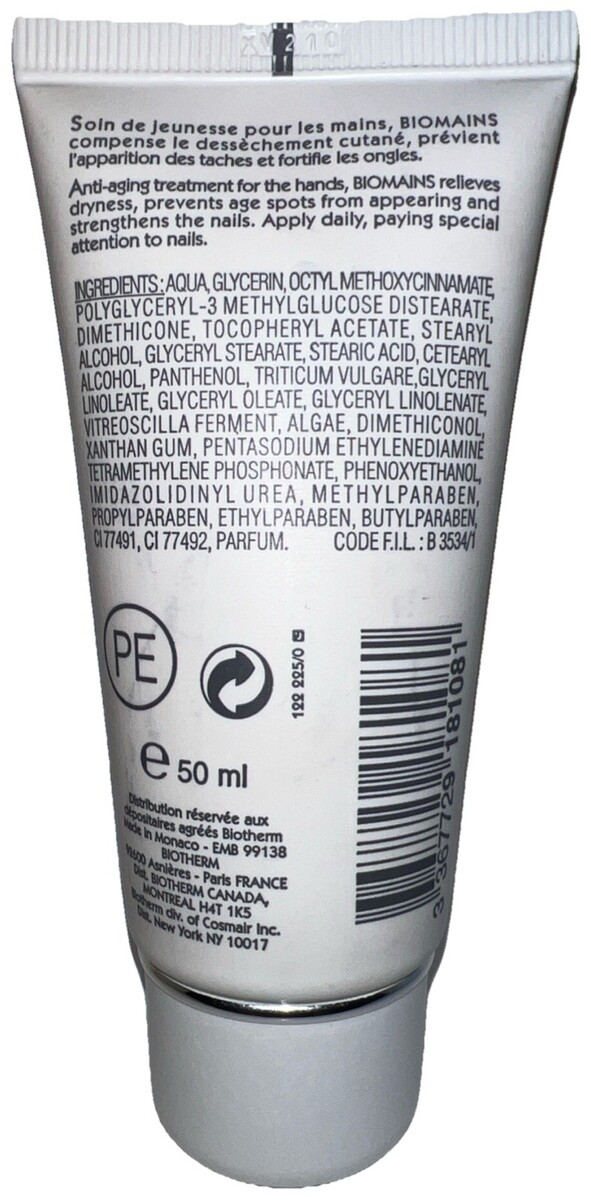 XV 210
Soin de jeunesse pour les mains, BIOMAINS
compense le dessèchement cutané, prévient
l'apparition des taches et fortifie les ongles.
Anti-aging treatment for the hands, BIOMAINS relieves
dryness, prevents age spots from appearing and
strengthens the nails. Apply daily, paying special
attention to nails.
INGREDIENTS: AQUA, GLYCERIN, OCTYL METHOXYCINNAMATE,
POLYGLYCERYL-3 METHYLGLUCOSE DISTEARATE,
DIMETHICONE, TOCOPHERYL ACETATE, STEARYL
ALCOHOL, GLYCERYL STEARATE, STEARIC ACID, CETEARYL
ALCOHOL, PANTHENOL, TRITICUM VULGARE, GLYCERYL
LINOLEATE, GLYCERYL OLEATE, GLYCERYL LINOLENATE,
VITREOSCILLA FERMENT, ALGAE, DIMETHICONOL,
XANTHAN GUM, PENTASODIUM ETHYLENEDIAMINE
TETRAMETHYLENE PHOSPHONATE, PHENOXYETHANOL,
IMIDAZOLIDINYL UREA, METHYLPARABEN,
PROPYLPARABEN, ETHYLPARABEN, BUTYLPARABEN,
CI 77491, CI 77492, PARFUM. CODE F.I.L. : B 3534/1
PE
122 225/0 G
e 50 ml
Distribution réservée aux
dépositaires agréés Biotherm
Made in Monaco - EMB 99138
BIOTHERM
92600 Asnières - Paris FRANCE
Dist. BIOTHERM CANADA,
MONTREAL H4T 1K5
Biotherm div. of Cosmair Inc.
Dist. New York NY 10017
3 367729 181081